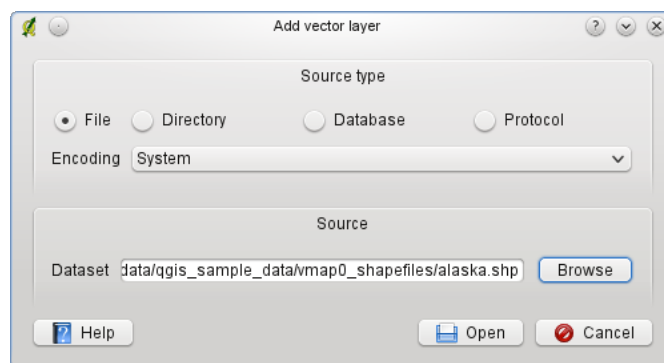 Add vector layer
Source type
File Directory Database Protocol
Encoding System
Source
Dataset data/qgis_sample_data/vmap0_shapefiles/alaska.shp Browse
Help Open Cancel